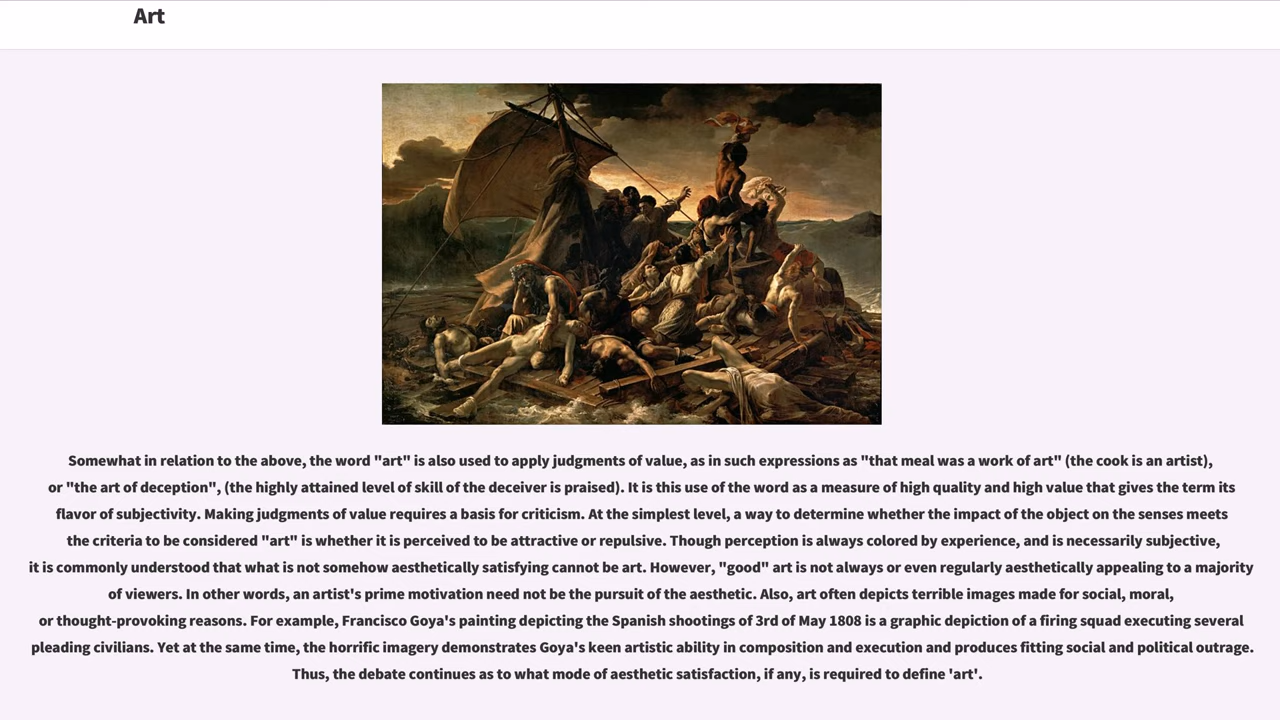 Art
Somewhat in relation to the above, the word "art" is also used to apply judgments of value, as in such expressions as "that meal was a work of art" (the cook is an artist),
or "the art of deception", (the highly attained level of skill of the deceiver is praised). It is this use of the word as a measure of high quality and high value that gives the term its
flavor of subjectivity. Making judgments of value requires a basis for criticism. At the simplest level, a way to determine whether the impact of the object on the senses meets
the criteria to be considered "art" is whether it is perceived to be attractive or repulsive. Though perception is always colored by experience, and is necessarily subjective,
it is commonly understood that what is not somehow aesthetically satisfying cannot be art. However, "good" art is not always or even regularly aesthetically appealing to a majority
of viewers. In other words, an artist's prime motivation need not be the pursuit of the aesthetic. Also, art often depicts terrible images made for social, moral,
or thought-provoking reasons. For example, Francisco Goya's painting depicting the Spanish shootings of 3rd of May 1808 is a graphic depiction of a firing squad executing several
pleading civilians. Yet at the same time, the horrific imagery demonstrates Goya's keen artistic ability in composition and execution and produces fitting social and political outrage.
Thus, the debate continues as to what mode of aesthetic satisfaction, if any, is required to define 'art'.